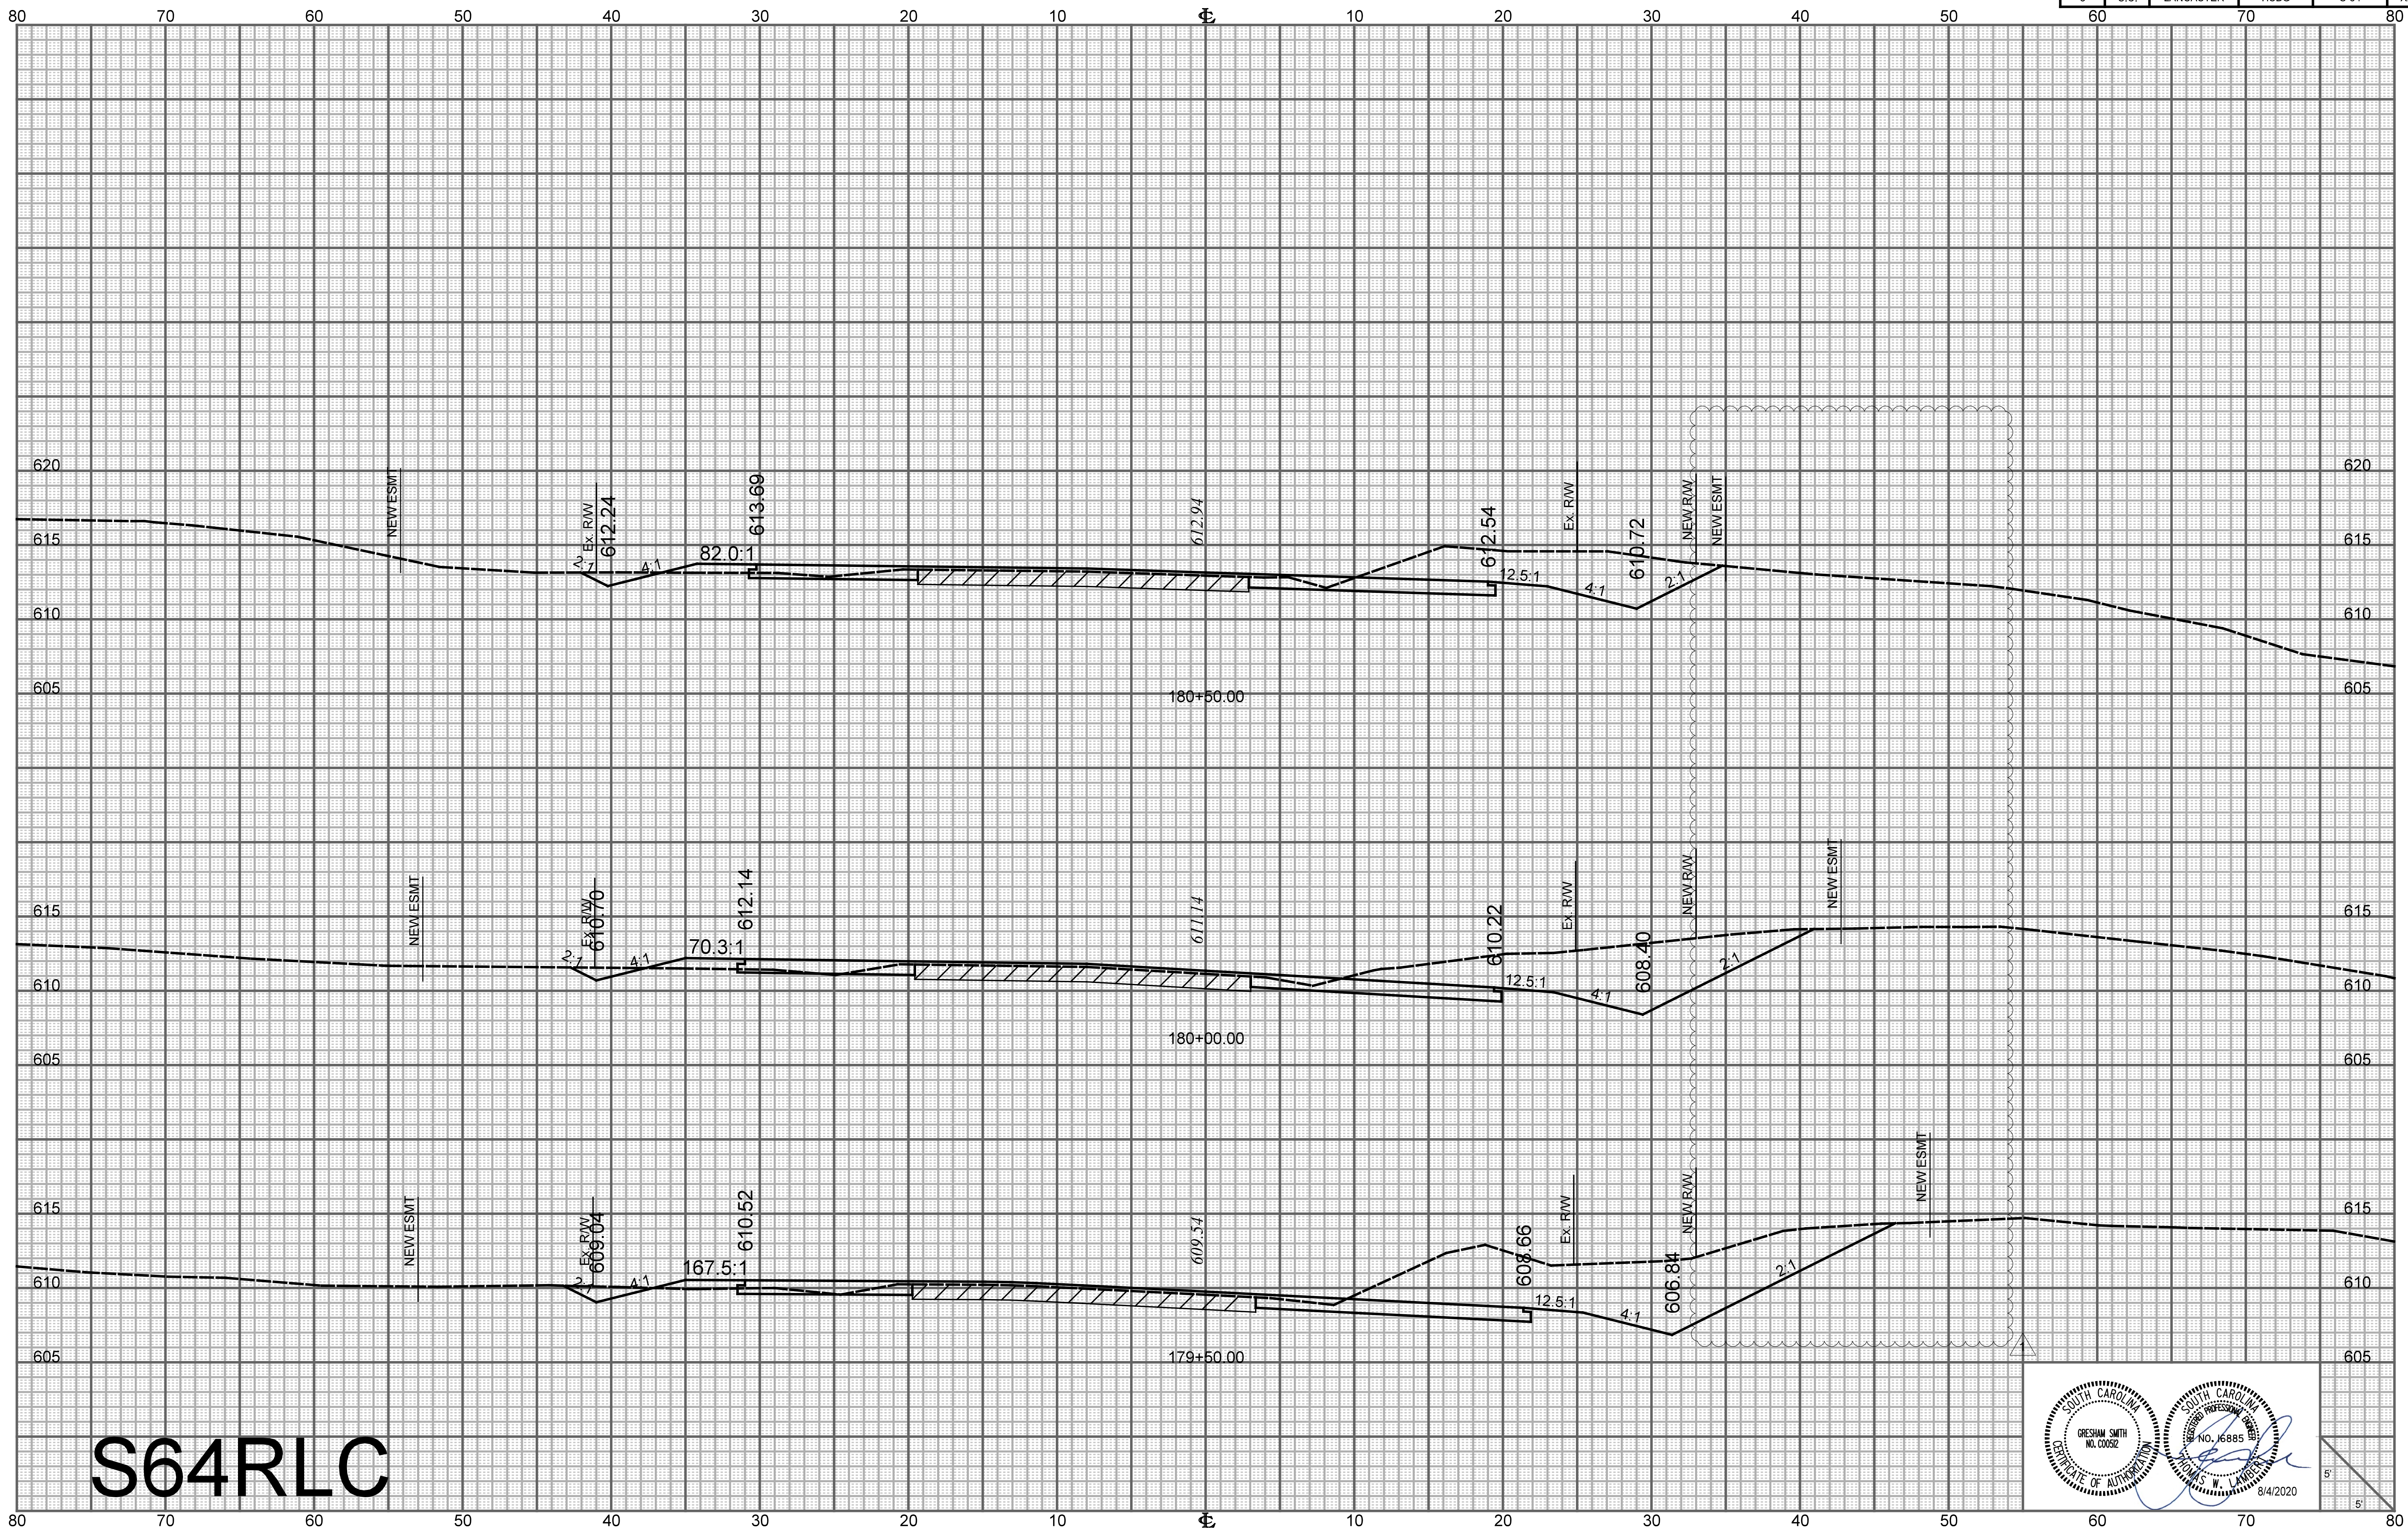 80 70 60 50 40 30 20 10 ℄ 10 20 30 40 50 60 70 80
620 620
NEW ESMT
Ex. R/W
612.24
613.69
612.94
612.54
Ex. R/W
610.72
NEW R/W
NEW ESMT
615 615
2:1 4:1 82.0:1 12.5:1 4:1 2:1
610 610
605 605
180+50.00
NEW ESMT
Ex. R/W
610.70
612.14
611.14
610.22
Ex. R/W
608.40
NEW R/W
NEW ESMT
615 615
2:1 4:1 70.3:1 12.5:1 4:1 2:1
610 610
180+00.00
605 605
NEW ESMT
Ex. R/W
609.04
610.52
609.54
608.66
Ex. R/W
606.84
NEW R/W
NEW ESMT
615 615
2:1 4:1 167.5:1 12.5:1 4:1 2:1
610 610
1
605 605
179+50.00
S64RLC
SOUTH CAROLINA
GRESHAM SMITH
NO. C00512
CERTIFICATE OF AUTHORIZATION
SOUTH CAROLINA
REGISTERED PROFESSIONAL ENGINEER
NO. 16885
THOMAS W. LAMBERT
8/4/2020
5'
5'
80 70 60 50 40 30 20 10 ℄ 10 20 30 40 50 60 70 80